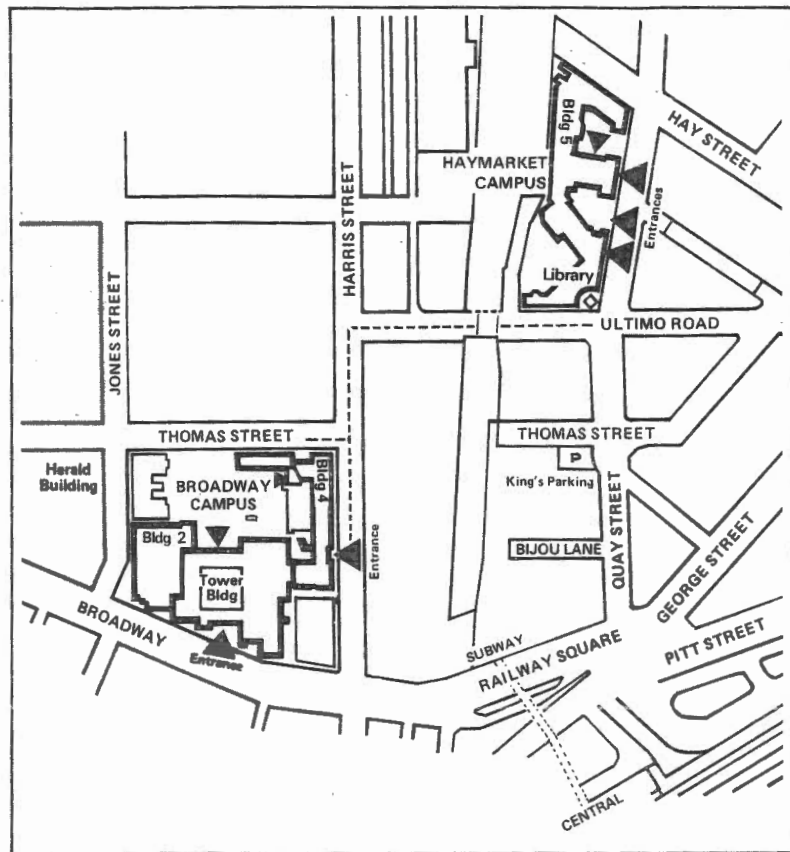 HAY STREET
Bldg 5
HAYMARKET
CAMPUS
Entrances
HARRIS STREET
Library
JONES STREET
ULTIMO ROAD
THOMAS STREET
THOMAS STREET
Herald
Building
BROADWAY
CAMPUS
Bldg 4
P
King's Parking
Bldg 2
Entrance
BIJOU LANE
QUAY STREET
GEORGE STREET
Tower
Bldg
BROADWAY
Entrance
SUBWAY
RAILWAY SQUARE
PITT STREET
CENTRAL